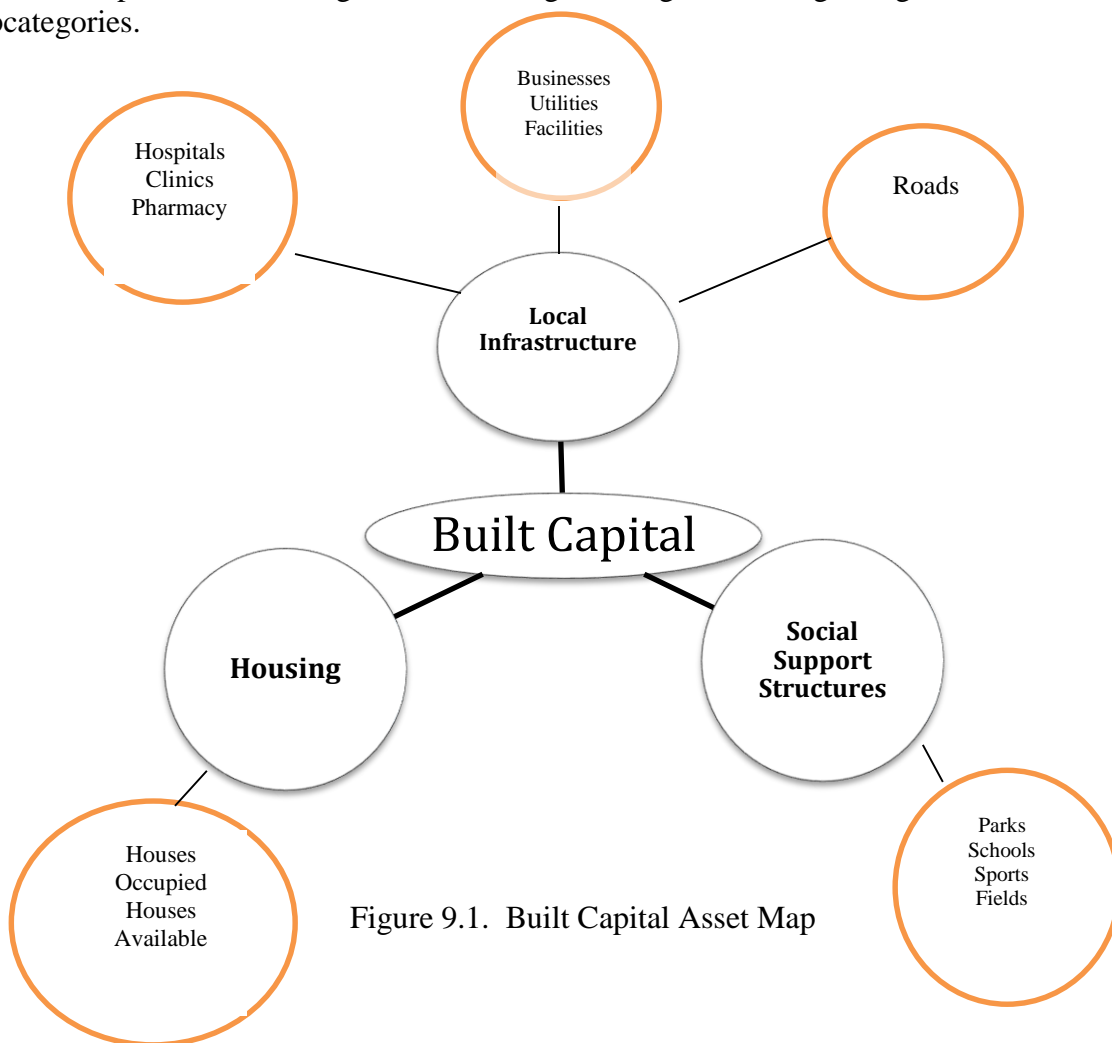 ocategories.
Businesses
Utilities
Facilities
Hospitals
Clinics
Pharmacy
Roads
Local
Infrastructure
Built Capital
Housing
Social
Support
Structures
Houses
Occupied
Houses
Available
Parks
Schools
Sports
Fields
Figure 9.1.  Built Capital Asset Map